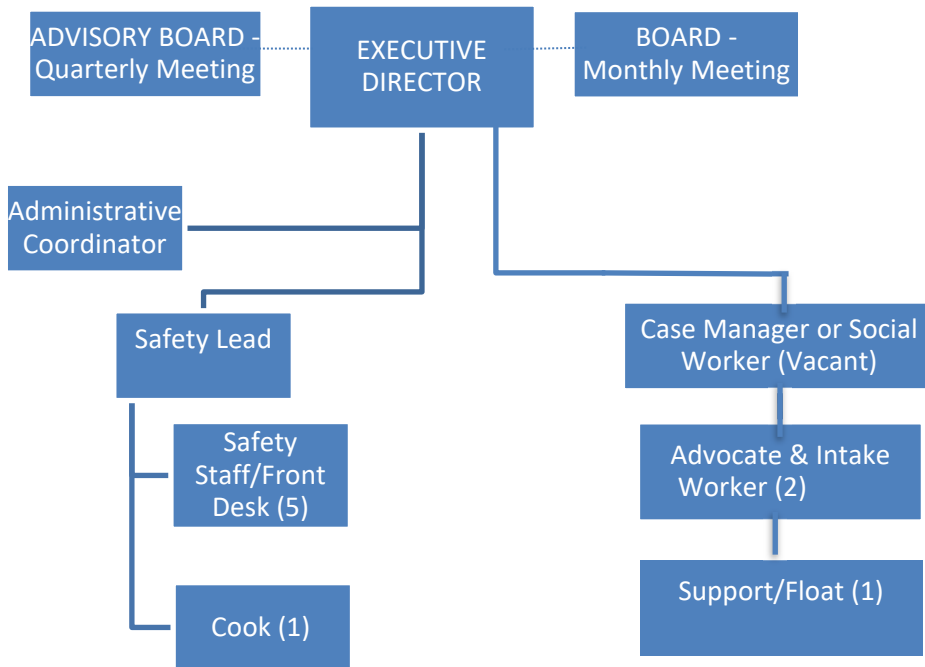 ADVISORY BOARD -
Quarterly Meeting
EXECUTIVE
DIRECTOR
BOARD -
Monthly Meeting
Administrative
Coordinator
Safety Lead
Case Manager or Social
Worker (Vacant)
Safety
Staff/Front
Desk (5)
Advocate & Intake
Worker (2)
Cook (1)
Support/Float (1)